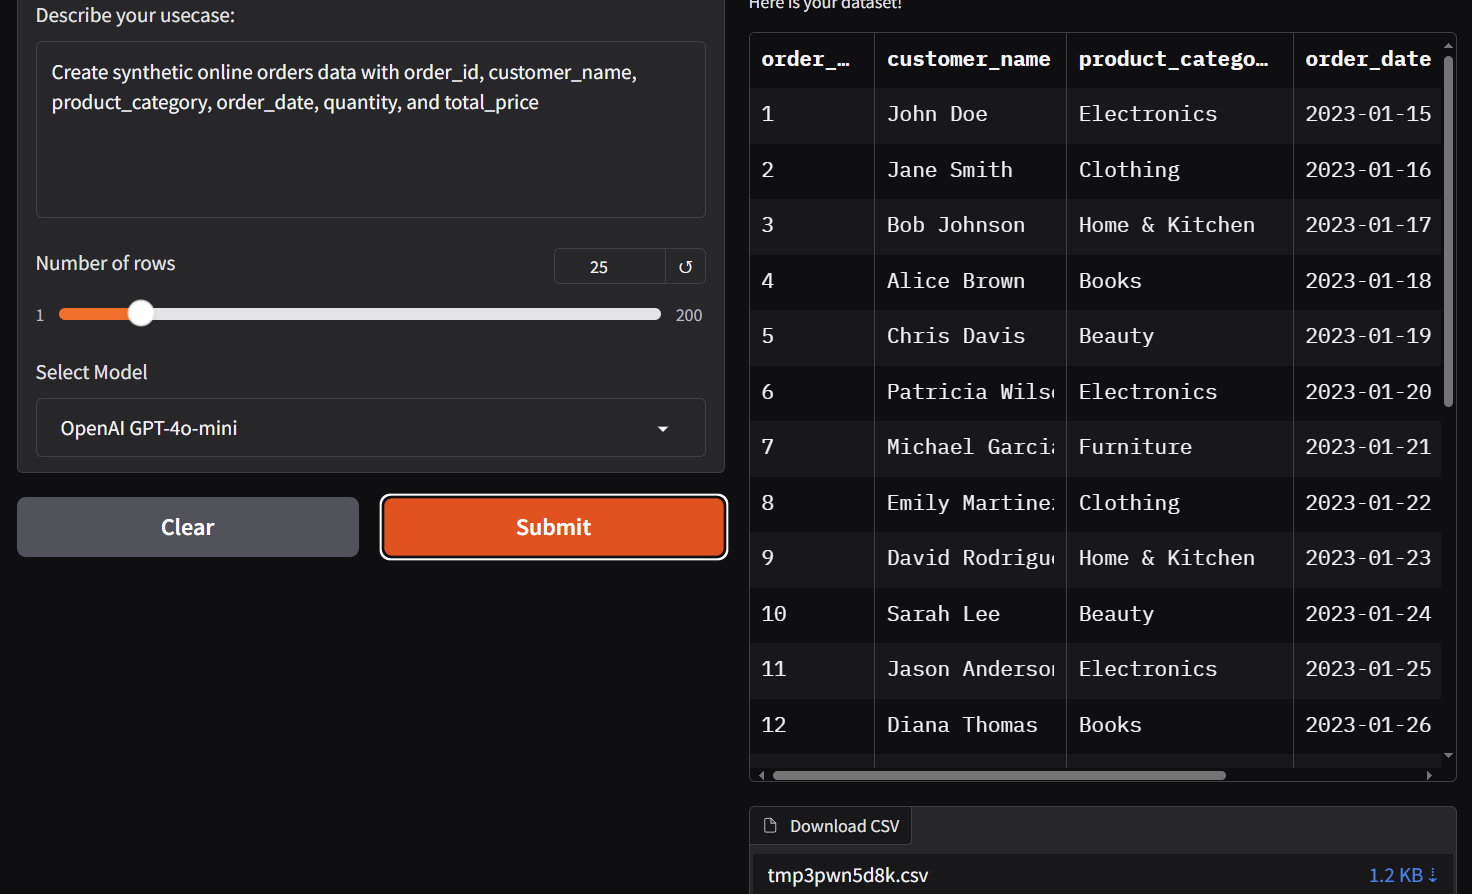 Describe your usecase:
Create synthetic online orders data with order_id, customer_name,
product_category, order_date, quantity, and total_price
Number of rows
25
1
200
Select Model
OpenAI GPT-4o-mini
Clear
Submit
Here is your dataset!
order_… customer_name product_catego… order_date
1 John Doe Electronics 2023-01-15
2 Jane Smith Clothing 2023-01-16
3 Bob Johnson Home & Kitchen 2023-01-17
4 Alice Brown Books 2023-01-18
5 Chris Davis Beauty 2023-01-19
6 Patricia Wils Electronics 2023-01-20
7 Michael Garci Furniture 2023-01-21
8 Emily Martine Clothing 2023-01-22
9 David Rodrigu Home & Kitchen 2023-01-23
10 Sarah Lee Beauty 2023-01-24
11 Jason Anderso Electronics 2023-01-25
12 Diana Thomas Books 2023-01-26
Download CSV
tmp3pwn5d8k.csv
1.2 KB ⇣